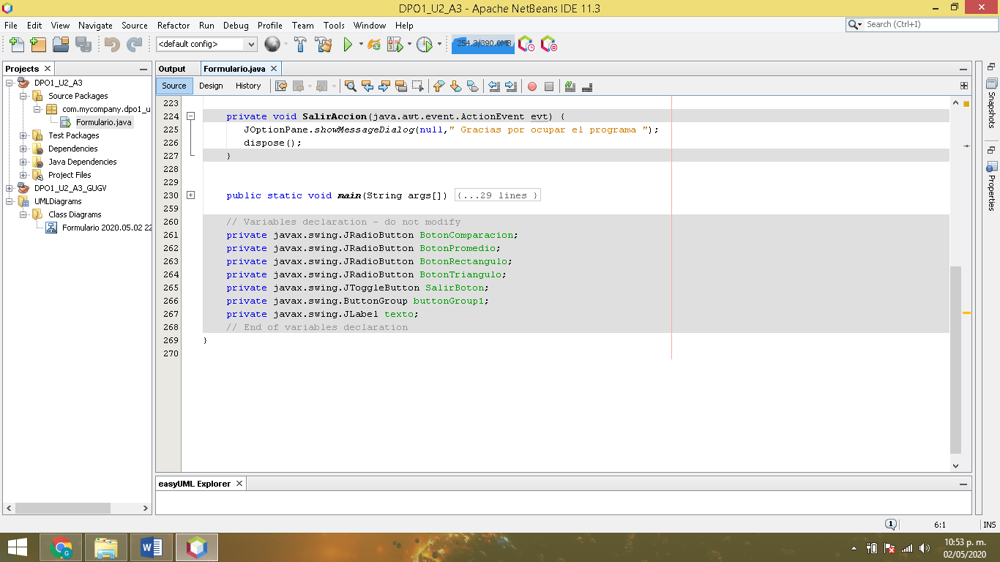 DPO1_U2_A3 - Apache NetBeans IDE 11.3
File Edit View Navigate Source Refactor Run Debug Profile Team Tools Window Help
Search (Ctrl+I)
<default config>
254.3/390.0MB
Projects
Output
Formulario.java
DPO1_U2_A3
Source Packages
com.mycompany.dpo1_u
Formulario.java
Test Packages
Dependencies
Java Dependencies
Project Files
DPO1_U2_A3_GUGV
UMLDiagrams
Class Diagrams
Formulario 2020.05.02 22
Source Design History
223
224 private void SalirAccion(java.awt.event.ActionEvent evt) {
225 JOptionPane.showMessageDialog(null," Gracias por ocupar el programa ");
226 dispose();
227 }
228
229
230 public static void main(String args[]) {...29 lines }
259
260 // Variables declaration - do not modify
261 private javax.swing.JRadioButton BotonComparacion;
262 private javax.swing.JRadioButton BotonPromedio;
263 private javax.swing.JRadioButton BotonRectangulo;
264 private javax.swing.JRadioButton BotonTriangulo;
265 private javax.swing.JToggleButton SalirBoton;
266 private javax.swing.ButtonGroup buttonGroup1;
267 private javax.swing.JLabel texto;
268 // End of variables declaration
269 }
270
Snapshots
Properties
easyUML Explorer
1
6:1
INS
10:53 p. m.
02/05/2020